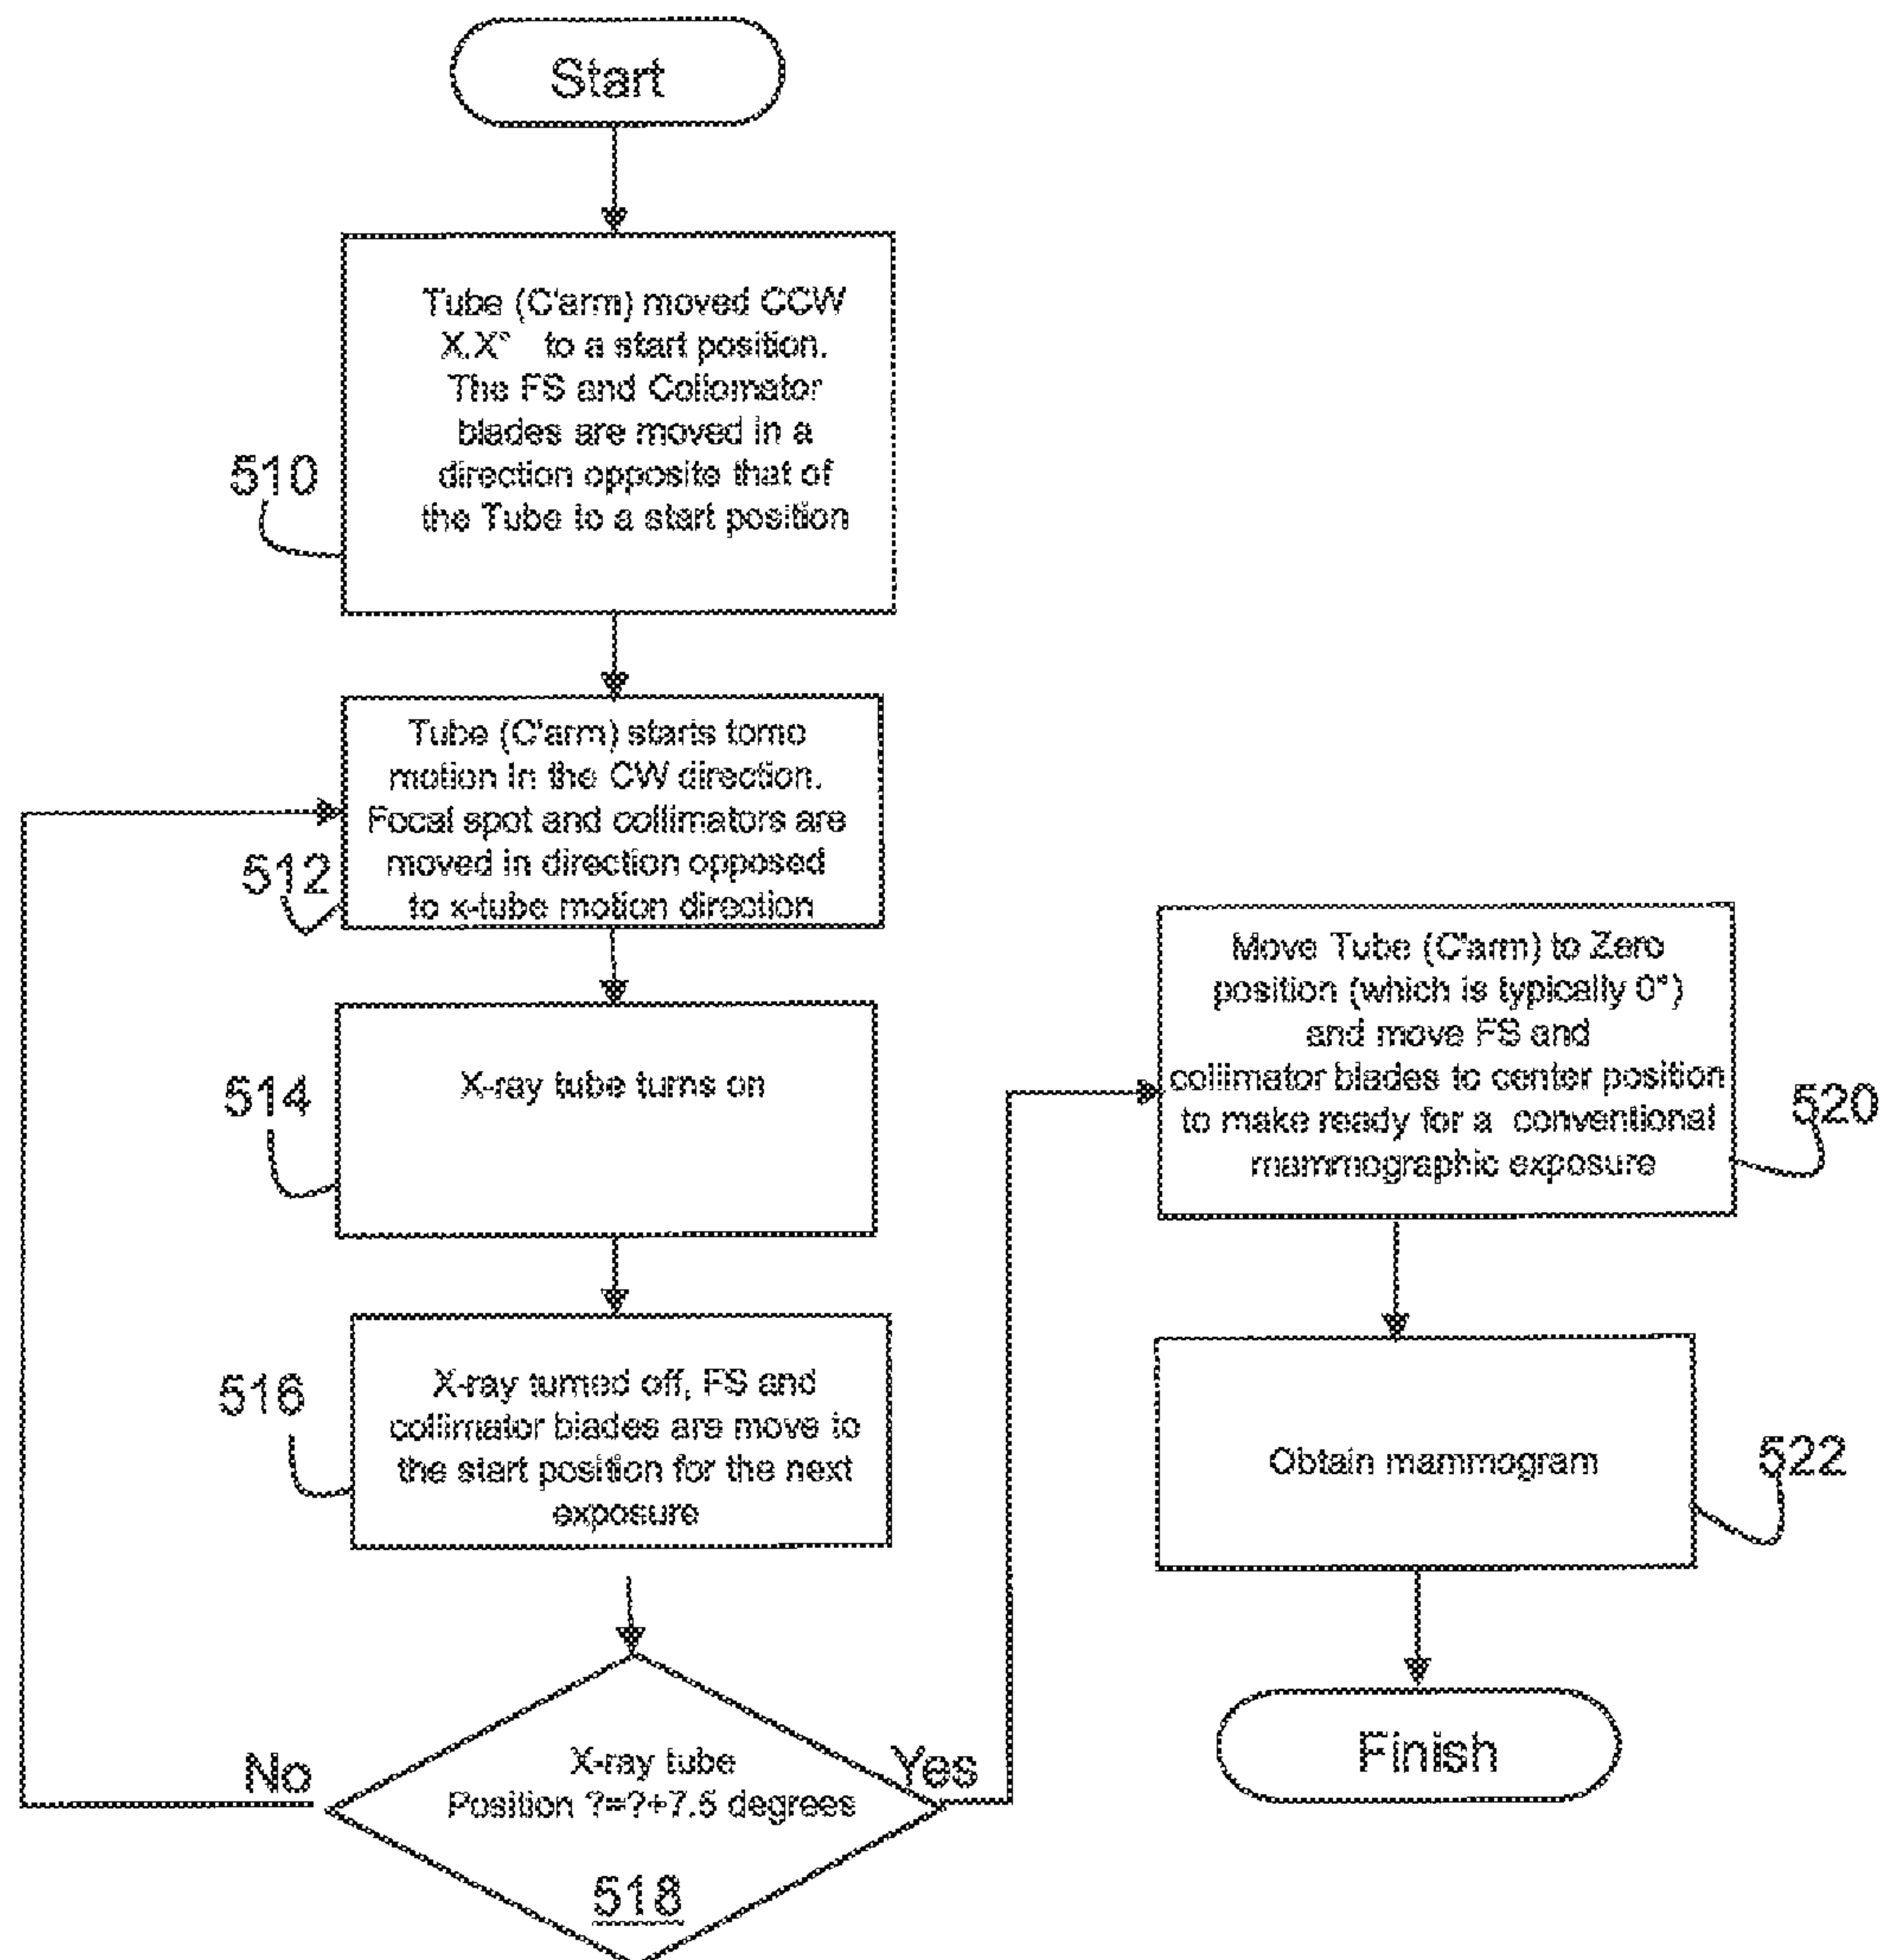 Start
Tube (C'arm) moved CCW
X.X° to a start position.
The FS and Collomator
blades are moved in a
direction opposite that of
the Tube to a start position
510
Tube (C'arm) starts tomo
motion in the CW direction.
Focal spot and collimators are
moved in direction opposed
to x-tube motion direction
512
X-ray tube turns on
514
X-ray turned off, FS and
collimator blades are move to
the start position for the next
exposure
516
X-ray tube
Position ?=?+7.5 degrees
518
No
Yes
Move Tube (C'arm) to Zero
position (which is typically 0°)
and move FS and
collimator blades to center position
to make ready for a conventional
mammographic exposure
520
Obtain mammogram
522
Finish